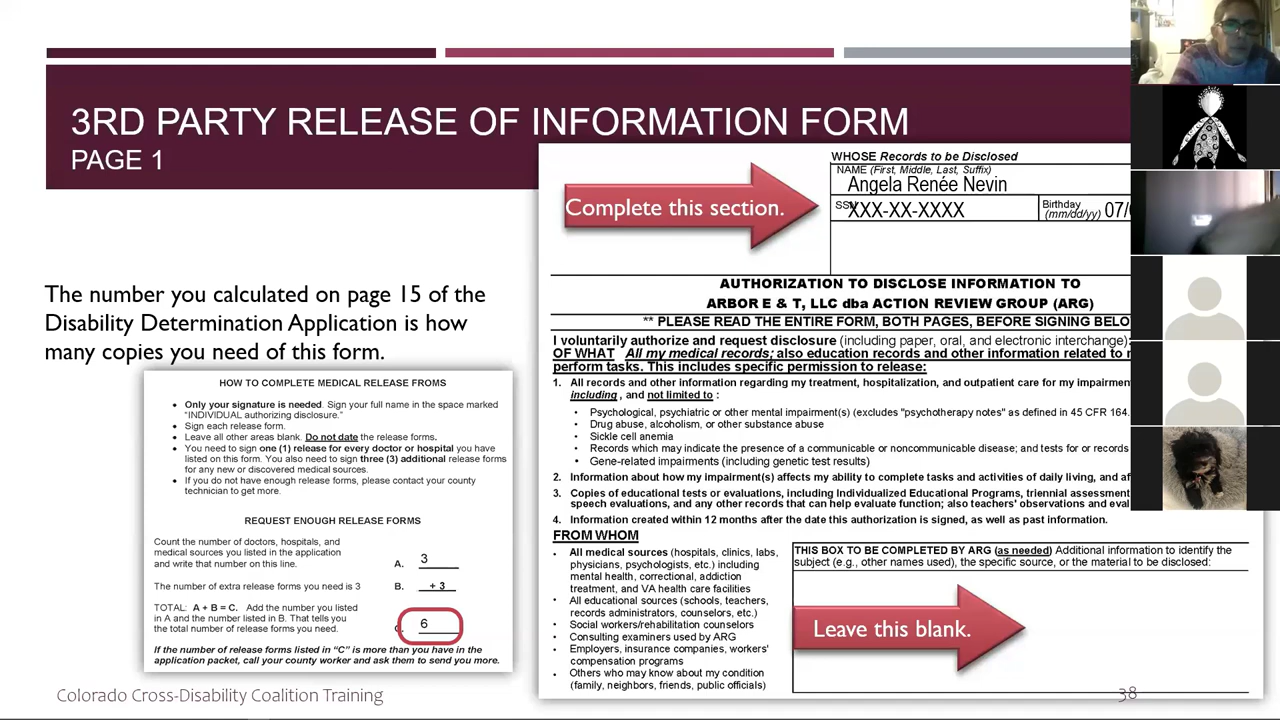 3RD PARTY RELEASE OF INFORMATION FORM
PAGE 1
The number you calculated on page 15 of the
Disability Determination Application is how
many copies you need of this form.
HOW TO COMPLETE MEDICAL RELEASE FROMS
• Only your signature is needed. Sign your full name in the space marked
"INDIVIDUAL authorizing disclosure."
• Sign each release form.
• Leave all other areas blank. Do not date the release forms.
• You need to sign one (1) release for every doctor or hospital you have
listed on this form. You also need to sign three (3) additional release forms
for any new or discovered medical sources.
• If you do not have enough release forms, please contact your county
technician to get more.
REQUEST ENOUGH RELEASE FORMS
Count the number of doctors, hospitals, and
medical sources you listed in the application
and write that number on this line.
A. 3
The number of extra release forms you need is 3
B. + 3
TOTAL: A + B = C. Add the number you listed
in A and the number listed in B. That tells you
the total number of release forms you need.
6
If the number of release forms listed in "C" is more than you have in the
application packet, call your county worker and ask them to send you more.
Complete this section.
WHOSE Records to be Disclosed
NAME (First, Middle, Last, Suffix)
Angela Renée Nevin
SSN XXX-XX-XXXX
Birthday
(mm/dd/yy) 07/
AUTHORIZATION TO DISCLOSE INFORMATION TO
ARBOR E & T, LLC dba ACTION REVIEW GROUP (ARG)
** PLEASE READ THE ENTIRE FORM, BOTH PAGES, BEFORE SIGNING BELO
I voluntarily authorize and request disclosure (including paper, oral, and electronic interchange):
OF WHAT All my medical records; also education records and other information related to
perform tasks. This includes specific permission to release:
1. All records and other information regarding my treatment, hospitalization, and outpatient care for my impairment
including, and not limited to :
• Psychological, psychiatric or other mental impairment(s) (excludes "psychotherapy notes" as defined in 45 CFR 164.
• Drug abuse, alcoholism, or other substance abuse
• Sickle cell anemia
• Records which may indicate the presence of a communicable or noncommunicable disease; and tests for or records
• Gene-related impairments (including genetic test results)
2. Information about how my impairment(s) affects my ability to complete tasks and activities of daily living, and af
3. Copies of educational tests or evaluations, including Individualized Educational Programs, triennial assessment
speech evaluations, and any other records that can help evaluate function; also teachers' observations and eval
4. Information created within 12 months after the date this authorization is signed, as well as past information.
FROM WHOM
• All medical sources (hospitals, clinics, labs,
physicians, psychologists, etc.) including
mental health, correctional, addiction
treatment, and VA health care facilities
• All educational sources (schools, teachers,
records administrators, counselors, etc.)
• Social workers/rehabilitation counselors
• Consulting examiners used by ARG
• Employers, insurance companies, workers'
compensation programs
• Others who may know about my condition
(family, neighbors, friends, public officials)
THIS BOX TO BE COMPLETED BY ARG (as needed) Additional information to identify the
subject (e.g., other names used), the specific source, or the material to be disclosed:
Leave this blank.
Colorado Cross-Disability Coalition Training
38